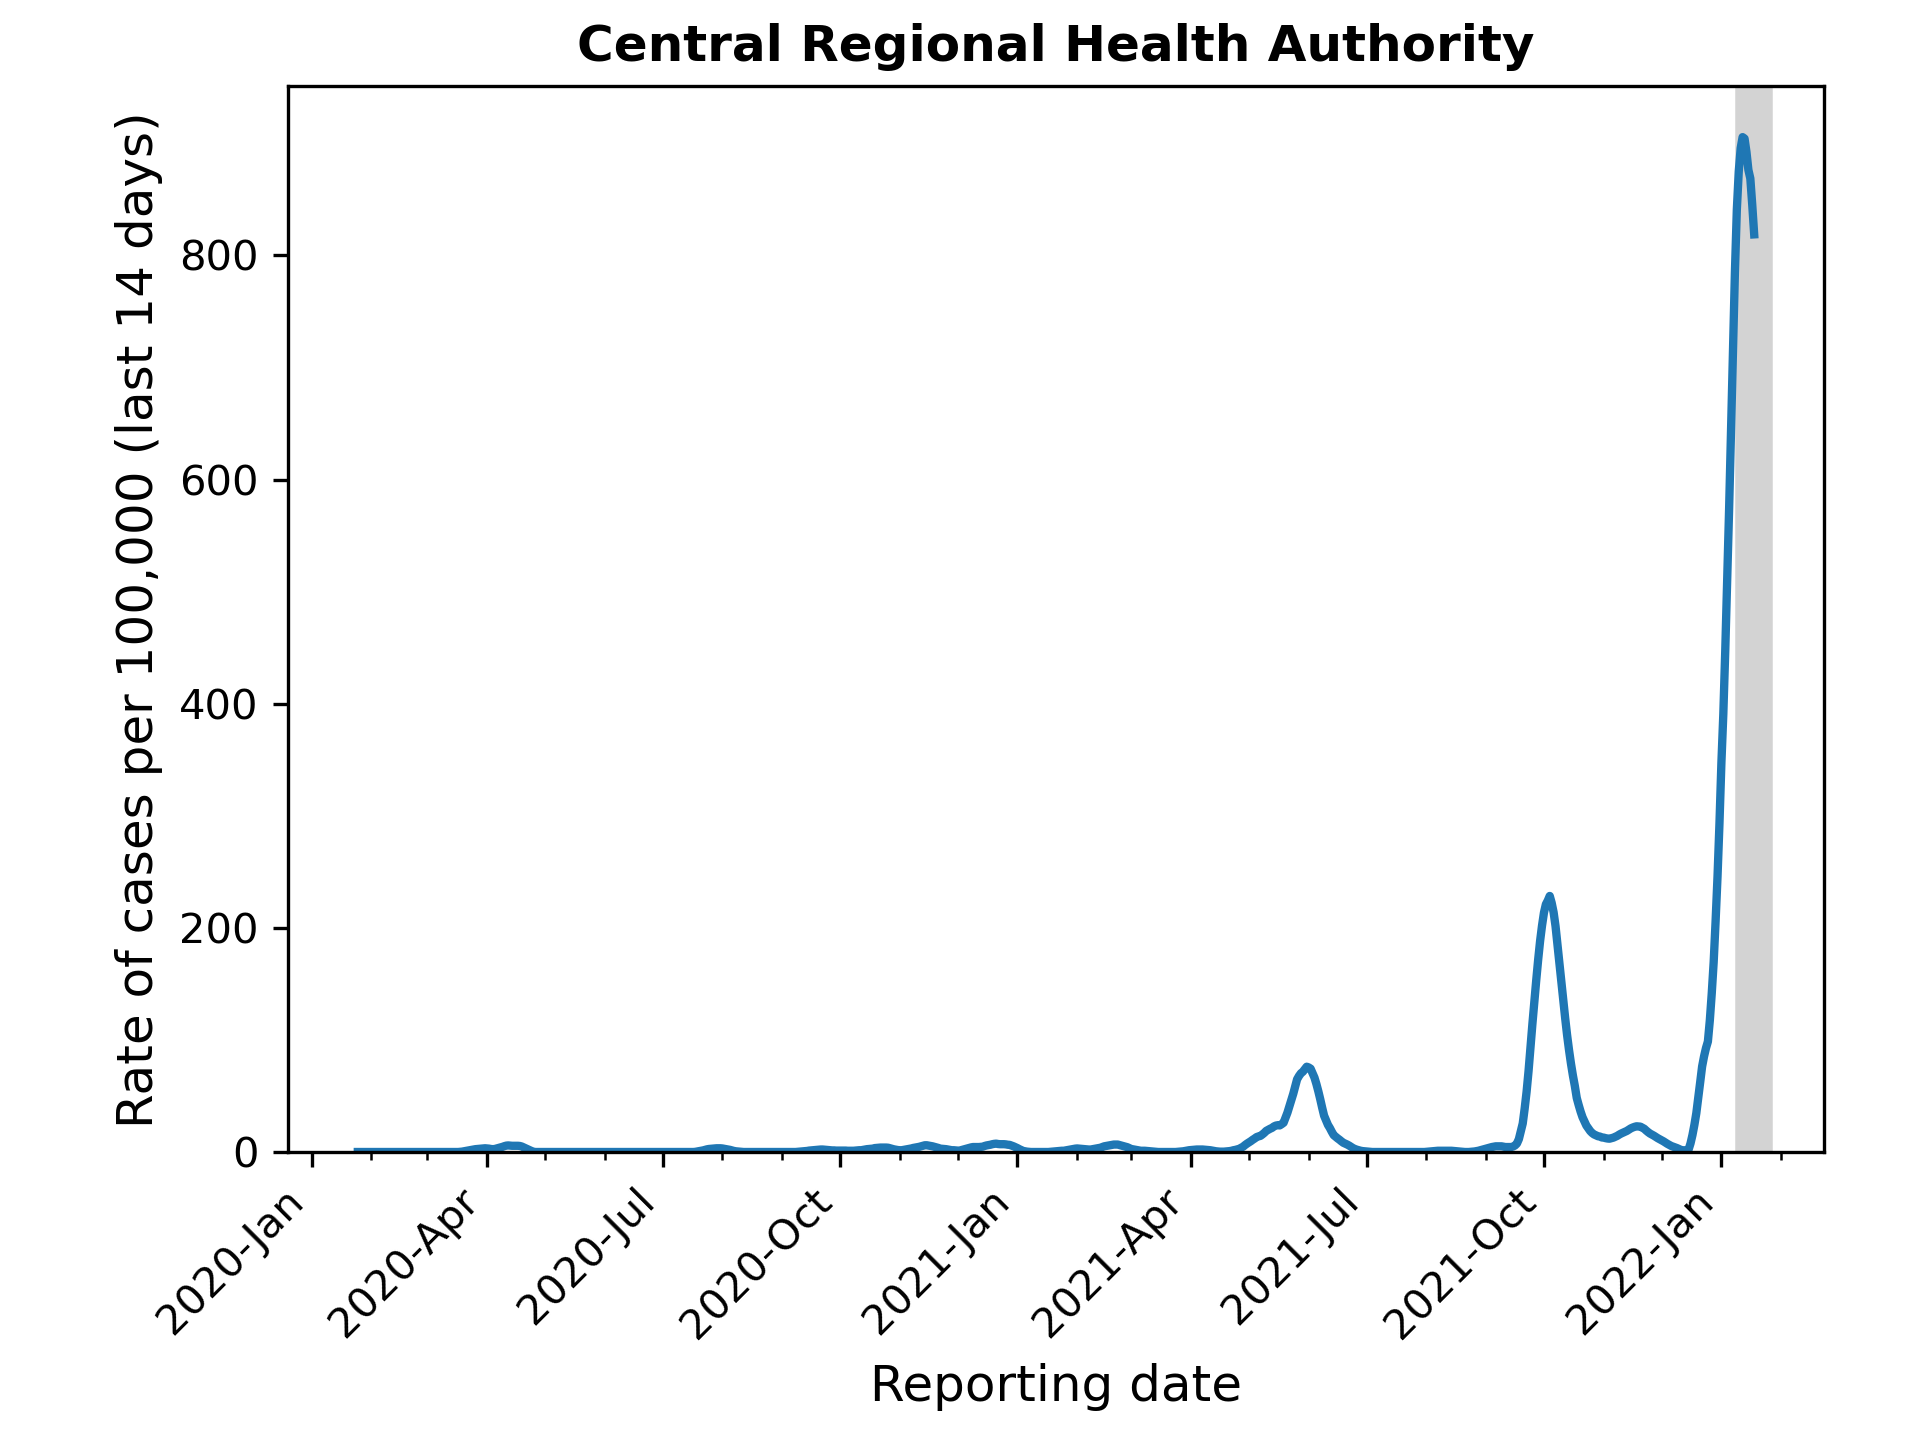 Central Regional Health Authority
Rate of cases per 100,000 (last 14 days)
800
600
400
200
0
2020-Jan
2020-Apr
2020-Jul
2020-Oct
2021-Jan
2021-Apr
2021-Jul
2021-Oct
2022-Jan
Reporting date